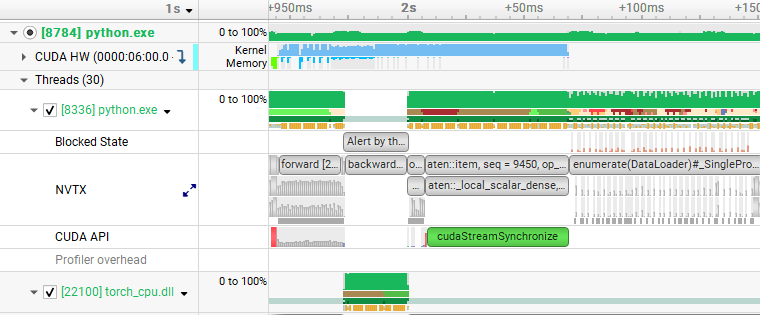 1s +950ms 2s +50ms +100ms +150
[8784] python.exe 0 to 100%
CUDA HW (0000:06:00.0 - Kernel
Memory
Threads (30)
[8336] python.exe 0 to 100%
Blocked State Alert by th...
NVTX forward [2... backward... o... aten::item, seq = 9450, op_... enumerate(DataLoader)#_SinglePro...
... aten::_local_scalar_dense,...
CUDA API cudaStreamSynchronize
Profiler overhead
[22100] torch_cpu.dll 0 to 100%